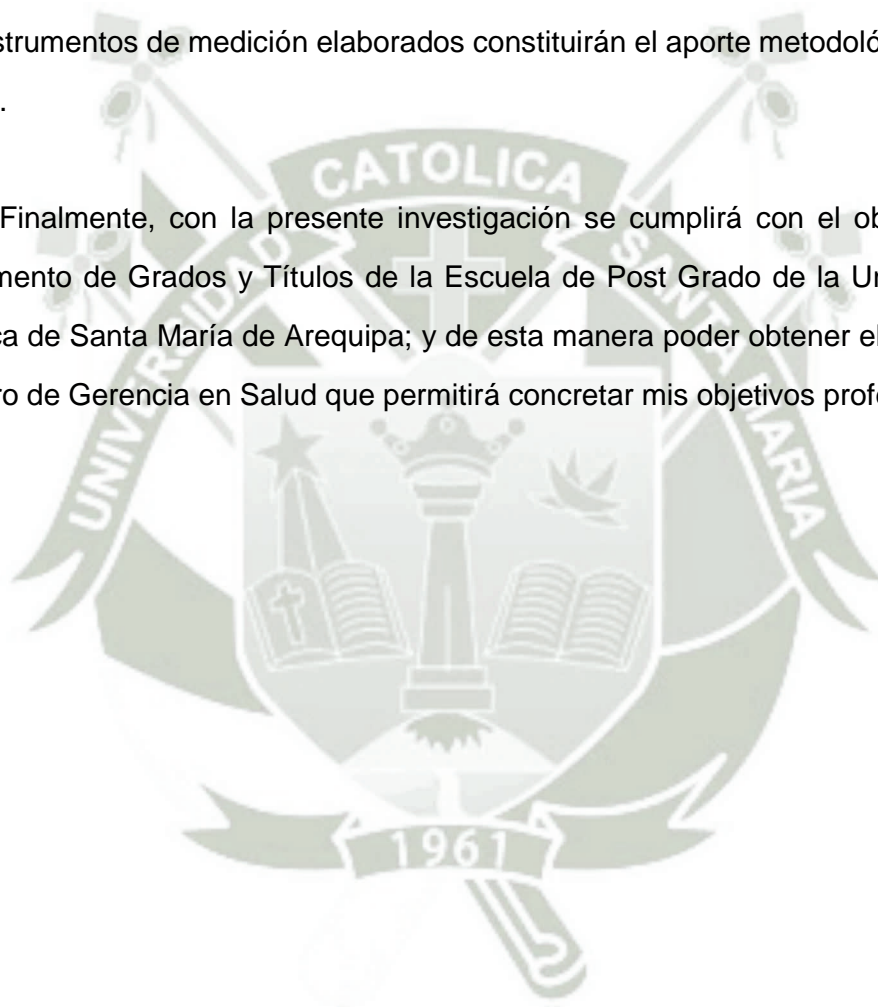 strumentos de medición elaborados constituirán el aporte metodoló
.
Finalmente, con la presente investigación se cumplirá con el ob
mento de Grados y Títulos de la Escuela de Post Grado de la Un
ca de Santa María de Arequipa; y de esta manera poder obtener el
ro de Gerencia en Salud que permitirá concretar mis objetivos prof
UNIVERSIDAD CATOLICA SANTA MARIA
1961